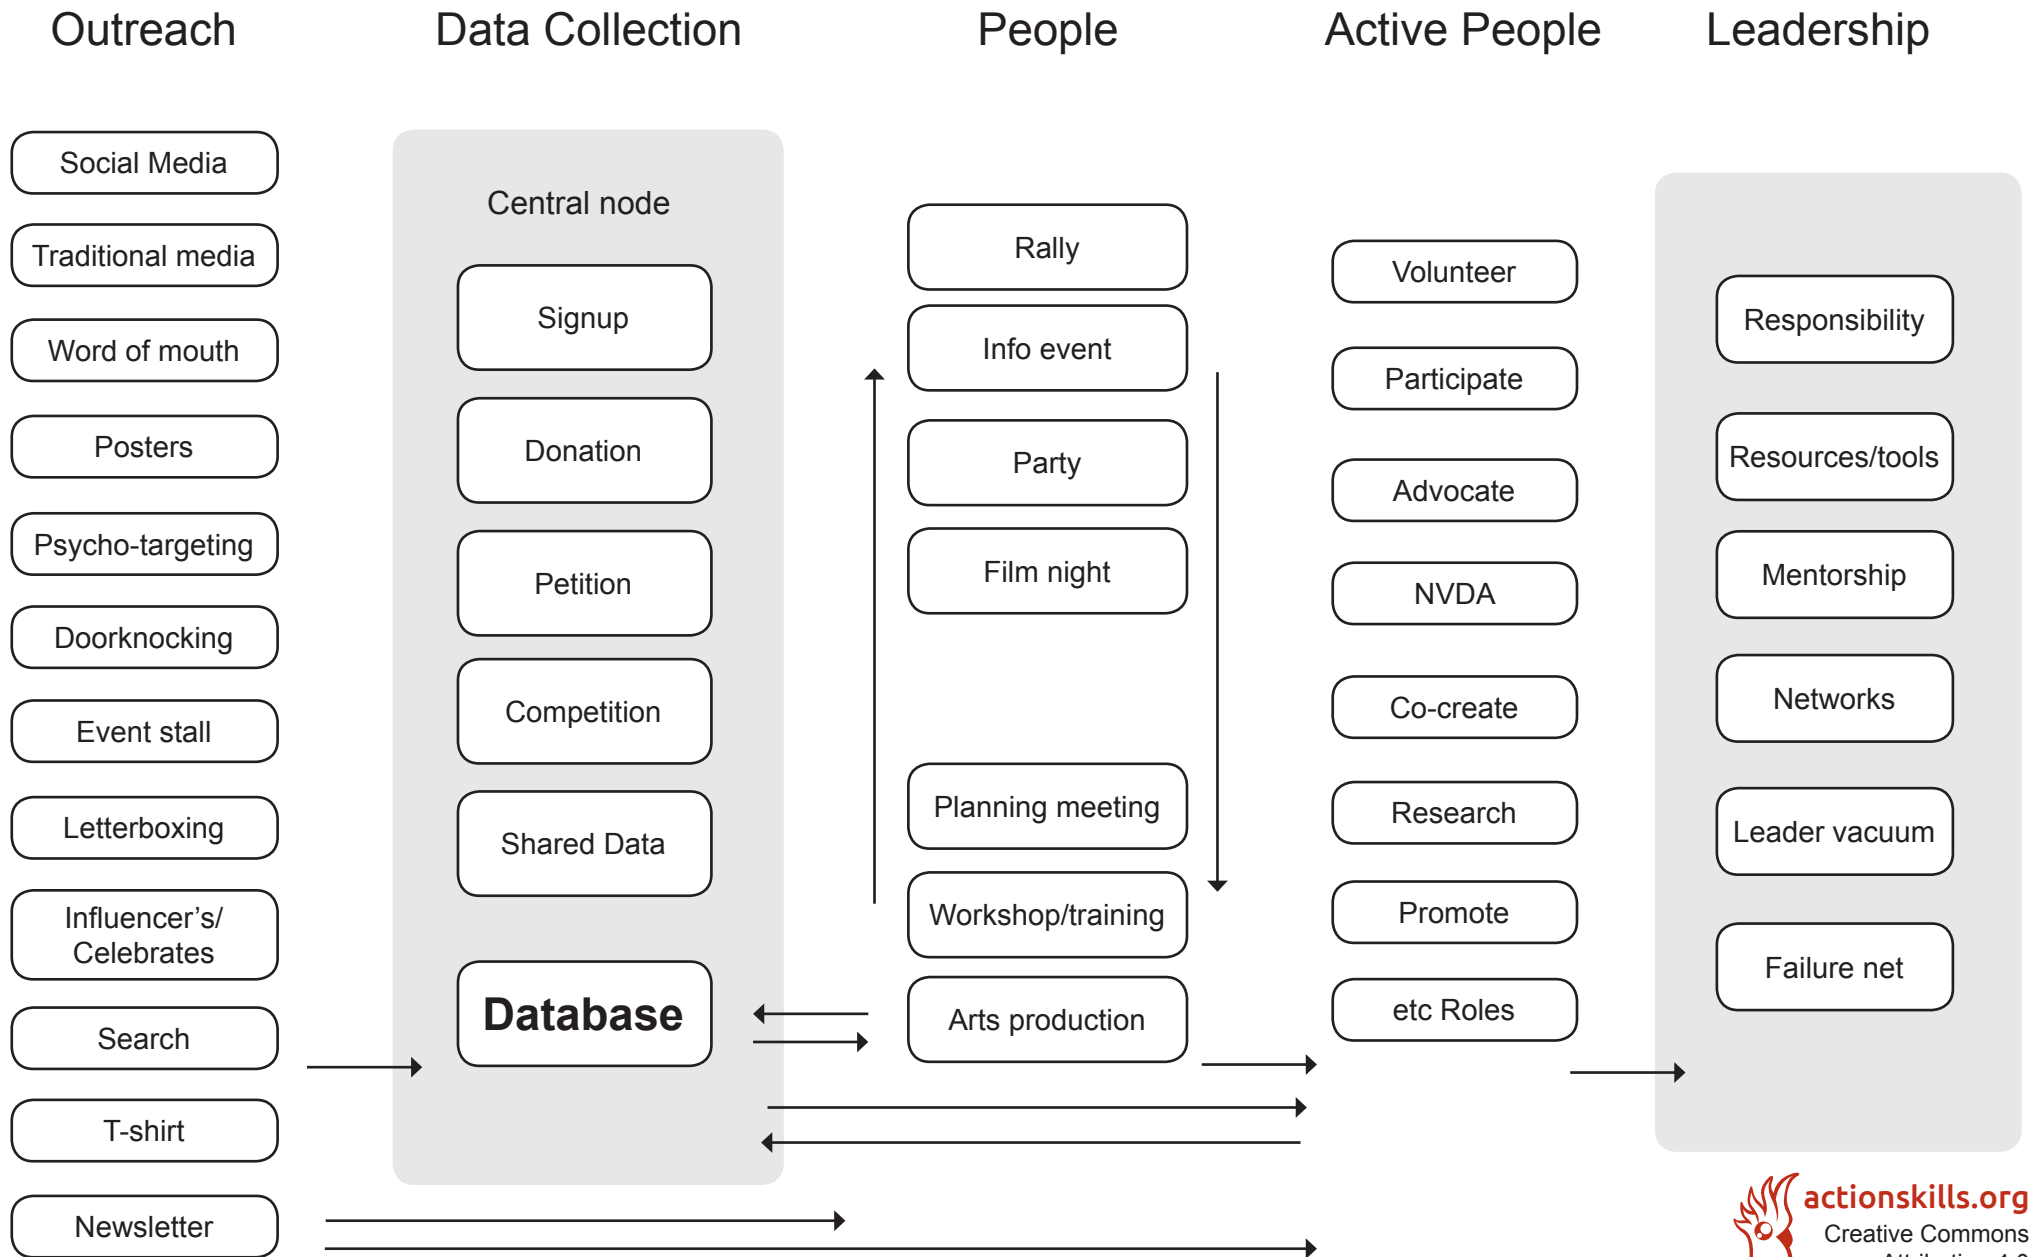 Outreach
Data Collection
People
Active People
Leadership
Social Media
Traditional media
Word of mouth
Posters
Psycho-targeting
Doorknocking
Event stall
Letterboxing
Influencer’s/
Celebrates
Search
T-shirt
Newsletter
Central node
Signup
Donation
Petition
Competition
Shared Data
Database
Rally
Info event
Party
Film night
Planning meeting
Workshop/training
Arts production
Volunteer
Participate
Advocate
NVDA
Co-create
Research
Promote
etc Roles
Responsibility
Resources/tools
Mentorship
Networks
Leader vacuum
Failure net
actionskills.org
Creative Commons